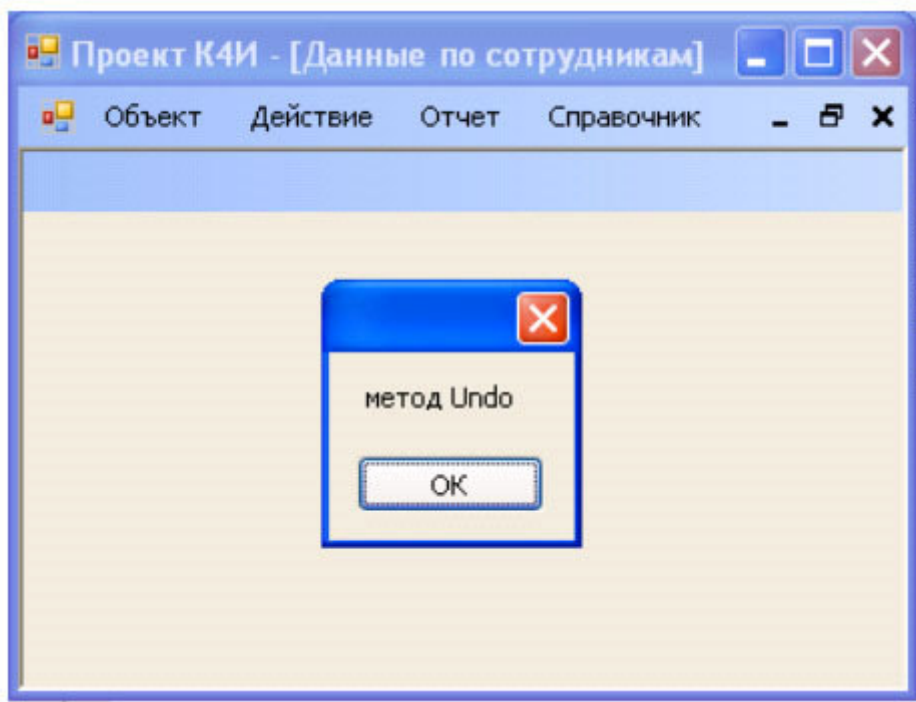 Проект К4И - [Данные по сотрудникам]
Объект Действие Отчет Справочник
метод Undo
OK